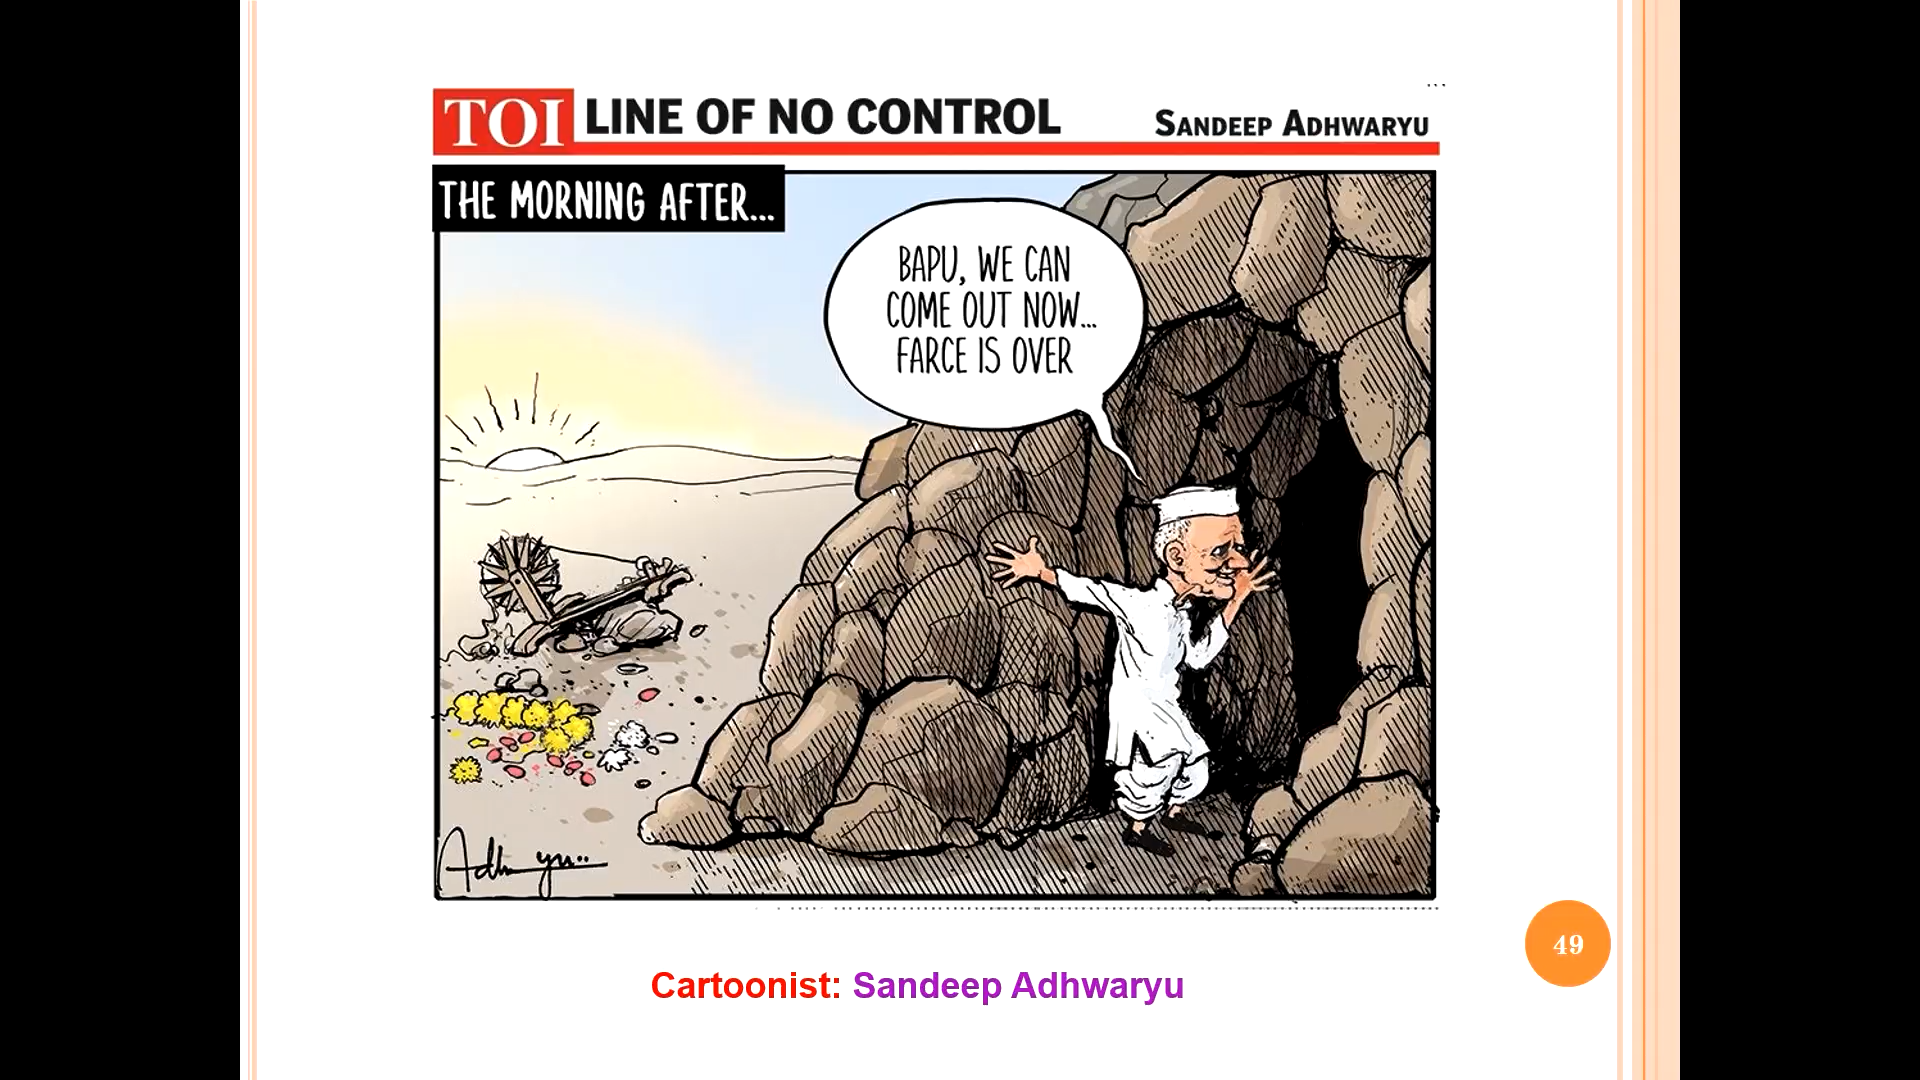 TOI LINE OF NO CONTROL
SANDEEP ADHWARYU
THE MORNING AFTER...
BAPU, WE CAN
COME OUT NOW...
FARCE IS OVER
49
Cartoonist: Sandeep Adhwaryu